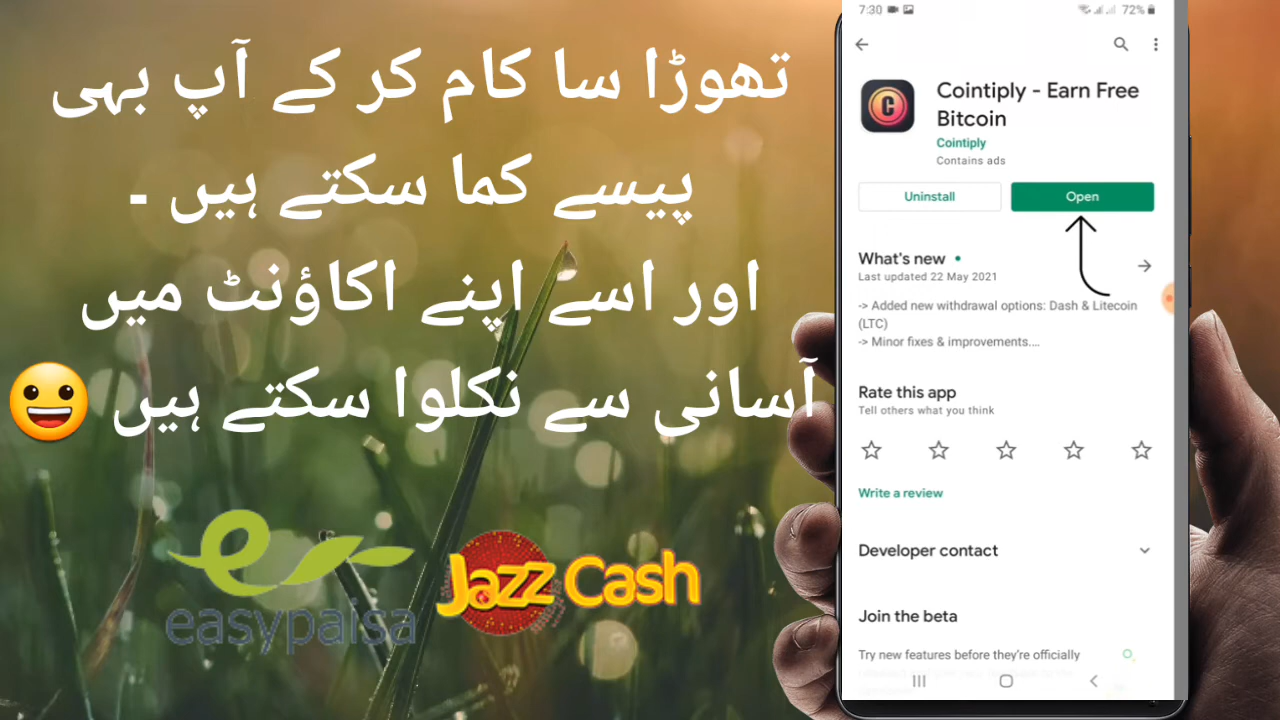 تھوڑا سا کام کر کے آپ بہی
پیسے کما سکتے ہیں ۔
اور اسے اپنے اکاؤنٹ میں
آسانی سے نکلوا سکتے ہیں 😀
easypaisa
Jazz Cash
7:30
72%
Cointiply - Earn Free
Bitcoin
Cointiply
Contains ads
Uninstall
Open
What's new
Last updated 22 May 2021
-> Added new withdrawal options: Dash & Litecoin
(LTC)
-> Minor fixes & improvements....
Rate this app
Tell others what you think
Write a review
Developer contact
Join the beta
Try new features before they're officially